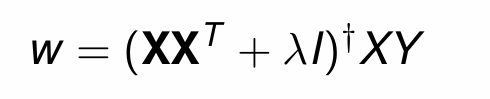 w = (XX^T + λI)^†XY